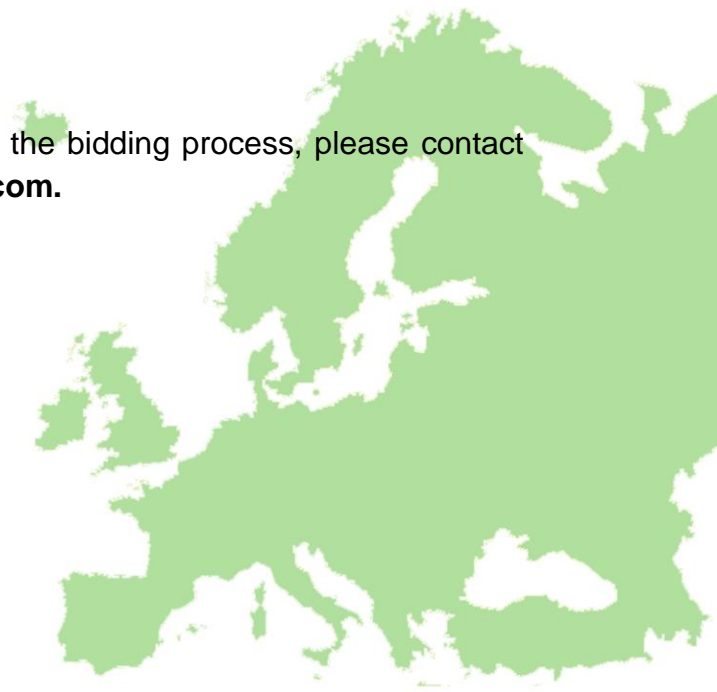 the bidding process, please contact
com.